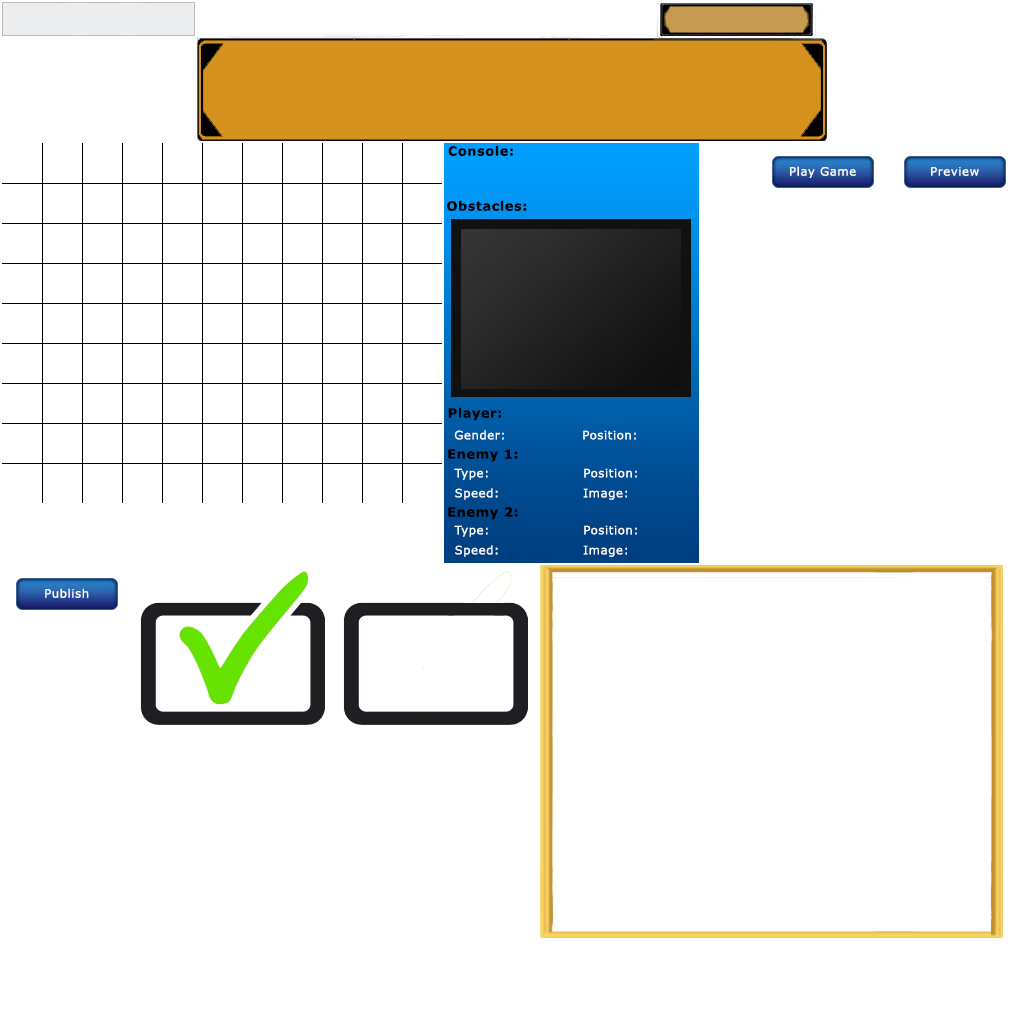 Console:
Play Game
Preview
Obstacles:
Player:
Gender: Position:
Enemy 1:
Type: Position:
Speed: Image:
Enemy 2:
Type: Position:
Speed: Image:
Publish